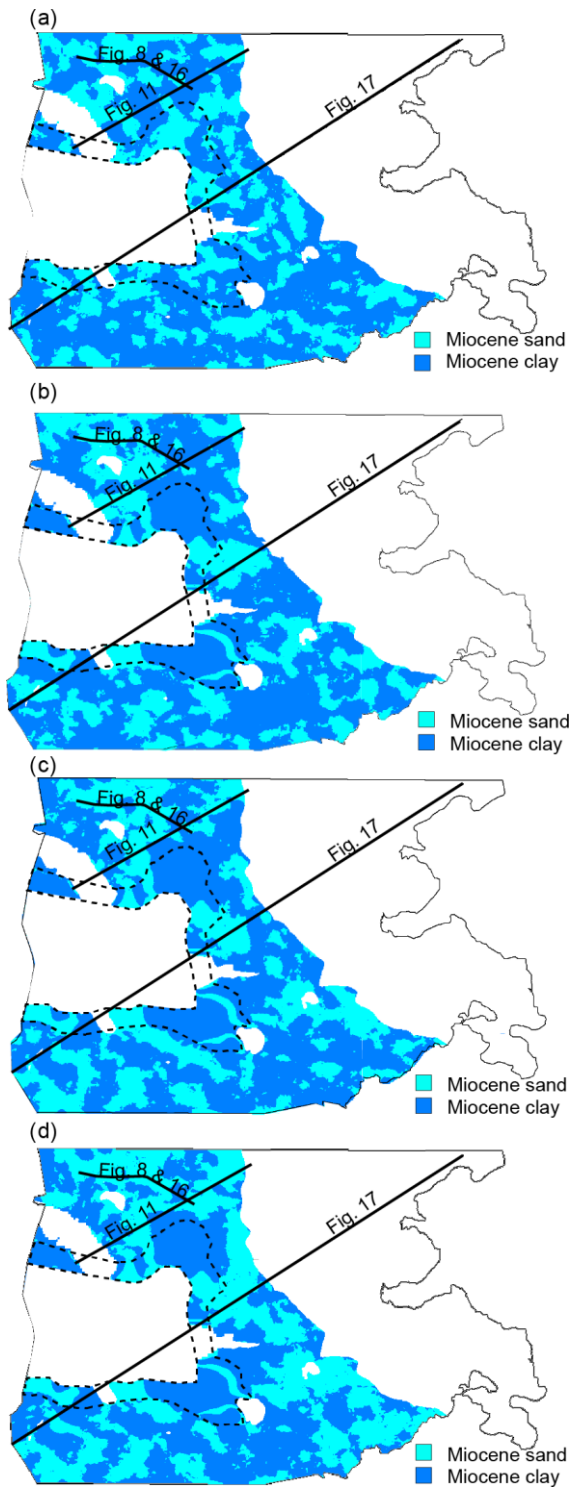 (a)
Fig. 8 & 16
Fig. 11
Fig. 17
Miocene sand
Miocene clay
(b)
Fig. 8 & 16
Fig. 11
Fig. 17
Miocene sand
Miocene clay
(c)
Fig. 8 & 16
Fig. 11
Fig. 17
Miocene sand
Miocene clay
(d)
Fig. 8 & 16
Fig. 11
Fig. 17
Miocene sand
Miocene clay